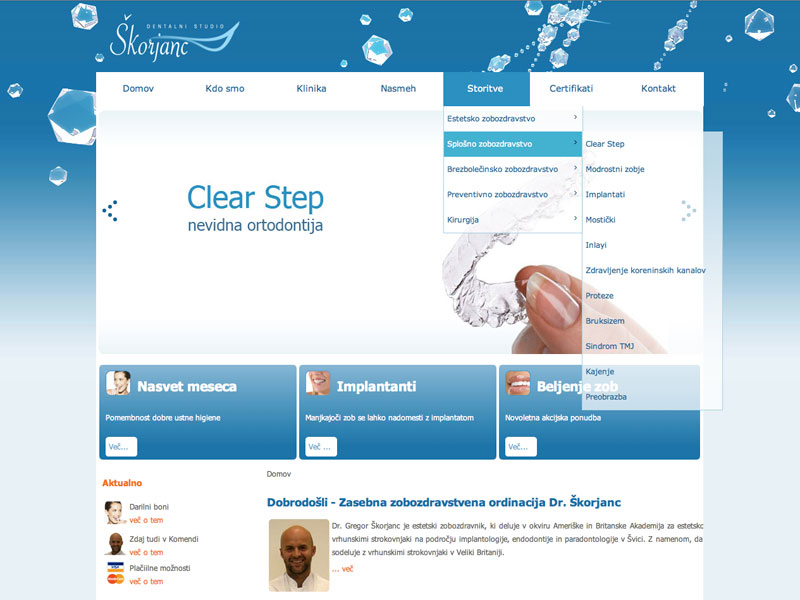 DENTALNI STUDIO
Škorjanc
Domov
Kdo smo
Klinika
Nasmeh
Storitve
Certifikati
Kontakt
Estetsko zobozdravstvo
Splošno zobozdravstvo
Brezbolečinsko zobozdravstvo
Preventivno zobozdravstvo
Kirurgija
Clear Step
Modrostni zobje
Implantati
Mostički
Inlayi
Zdravljenje koreninskih kanalov
Proteze
Bruksizem
Sindrom TMJ
Kajenje
Preobrazba
Clear Step
nevidna ortodontija
Nasvet meseca
Pomembnost dobre ustne higiene
Več...
Implantanti
Manjkajoči zob se lahko nadomesti z implantatom
Več ...
Beljenje zob
Novoletna akcijska ponudba
Več...
Aktualno
Darilni boni
več o tem
Zdaj tudi v Komendi
več o tem
VISA
MasterCard
Plačilne možnosti
več o tem
Domov
Dobrodošli - Zasebna zobozdravstvena ordinacija Dr. Škorjanc
Dr. Gregor Škorjanc je estetski zobozdravnik, ki deluje v okviru Ameriške in Britanske Akademija za estetsko
vrhunskimi strokovnjaki na področju implantologije, endodontije in paradontologije v Švici. Z namenom, da
sodeluje z vrhunskimi strokovnjaki v Veliki Britaniji.
... več